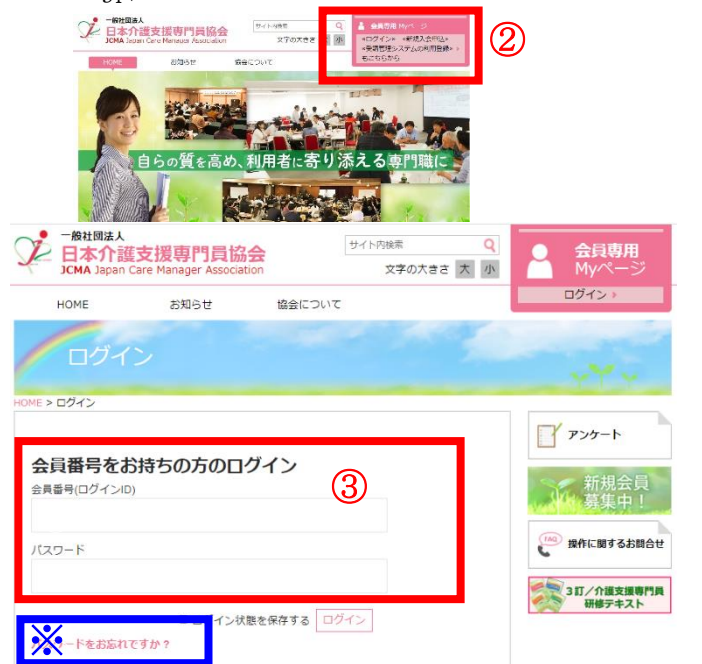 一般社団法人
日本介護支援専門員協会
JCMA Japan Care Manager Association
サイト内検索
文字の大きさ 大 小
会員専用 Myページ
«ログイン» «新規入会申込»
«受講管理システムの利用登録»
もこちらから
②
HOME お知らせ 協会について
自らの質を高め、利用者に寄り添える専門職に
一般社団法人
日本介護支援専門員協会
JCMA Japan Care Manager Association
サイト内検索
文字の大きさ 大 小
会員専用
Myページ
ログイン
HOME お知らせ 協会について
ログイン
HOME > ログイン
会員番号をお持ちの方のログイン
③
会員番号(ログインID)
パスワード
イン状態を保存する ログイン
※
ードをお忘れですか？
アンケート
新規会員
募集中！
FAQ 操作に関するお問合せ
3訂/介護支援専門員
研修テキスト